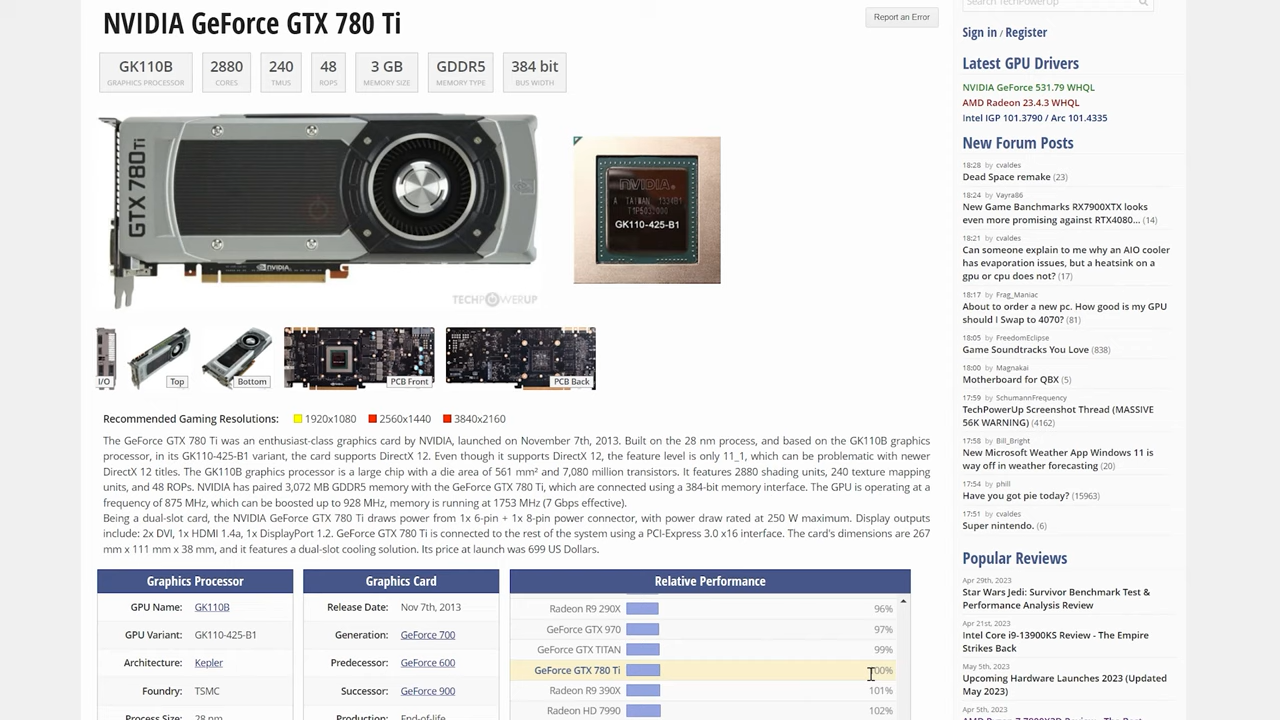 Search TechPowerUp
NVIDIA GeForce GTX 780 Ti
Report an Error
Sign in / Register
GK110B
GRAPHICS PROCESSOR
2880
CORES
240
TMUS
48
ROPS
3 GB
MEMORY SIZE
GDDR5
MEMORY TYPE
384 bit
BUS WIDTH
GTX 780 Ti
NVIDIA
TECHPOWERUP
NVIDIA
A TAIWAN 1334B1
GK110-425-B1
I/O
Top
Bottom
PCB Front
PCB Back
Recommended Gaming Resolutions:
1920x1080
2560x1440
3840x2160
The GeForce GTX 780 Ti was an enthusiast-class graphics card by NVIDIA, launched on November 7th, 2013. Built on the 28 nm process, and based on the GK110B graphics
processor, in its GK110-425-B1 variant, the card supports DirectX 12. Even though it supports DirectX 12, the feature level is only 11_1, which can be problematic with newer
DirectX 12 titles. The GK110B graphics processor is a large chip with a die area of 561 mm² and 7,080 million transistors. It features 2880 shading units, 240 texture mapping
units, and 48 ROPs. NVIDIA has paired 3,072 MB GDDR5 memory with the GeForce GTX 780 Ti, which are connected using a 384-bit memory interface. The GPU is operating at a
frequency of 875 MHz, which can be boosted up to 928 MHz, memory is running at 1753 MHz (7 Gbps effective).
Being a dual-slot card, the NVIDIA GeForce GTX 780 Ti draws power from 1x 6-pin + 1x 8-pin power connector, with power draw rated at 250 W maximum. Display outputs
include: 2x DVI, 1x HDMI 1.4a, 1x DisplayPort 1.2. GeForce GTX 780 Ti is connected to the rest of the system using a PCI-Express 3.0 x16 interface. The card's dimensions are 267
mm x 111 mm x 38 mm, and it features a dual-slot cooling solution. Its price at launch was 699 US Dollars.
Graphics Processor
GPU Name: GK110B
GPU Variant: GK110-425-B1
Architecture: Kepler
Foundry: TSMC
Process Size: 28 nm
Graphics Card
Release Date: Nov 7th, 2013
Generation: GeForce 700
Predecessor: GeForce 600
Successor: GeForce 900
Production: End-of-life
Relative Performance
Radeon R9 290X 96%
GeForce GTX 970 97%
GeForce GTX TITAN 99%
GeForce GTX 780 Ti 100%
Radeon R9 390X 101%
Radeon HD 7990 102%
Latest GPU Drivers
NVIDIA GeForce 531.79 WHQL
AMD Radeon 23.4.3 WHQL
Intel IGP 101.3790 / Arc 101.4335
New Forum Posts
18:28 by cvaldes
Dead Space remake (23)
18:24 by Vayra86
New Game Banchmarks RX7900XTX looks
even more promising against RTX4080... (14)
18:21 by cvaldes
Can someone explain to me why an AIO cooler
has evaporation issues, but a heatsink on a
gpu or cpu does not? (17)
18:17 by Frag_Maniac
About to order a new pc. How good is my GPU
should I Swap to 4070? (81)
18:05 by FreedomEclipse
Game Soundtracks You Love (838)
18:00 by Magnakai
Motherboard for QBX (5)
17:59 by SchumannFrequency
TechPowerUp Screenshot Thread (MASSIVE
56K WARNING) (4162)
17:58 by Bill_Bright
New Microsoft Weather App Windows 11 is
way off in weather forecasting (20)
17:54 by phill
Have you got pie today? (15963)
17:51 by cvaldes
Super nintendo. (6)
Popular Reviews
Apr 29th, 2023
Star Wars Jedi: Survivor Benchmark Test &
Performance Analysis Review
Apr 21st, 2023
Intel Core i9-13900KS Review - The Empire
Strikes Back
May 5th, 2023
Upcoming Hardware Launches 2023 (Updated
May 2023)
Apr 5th, 2023